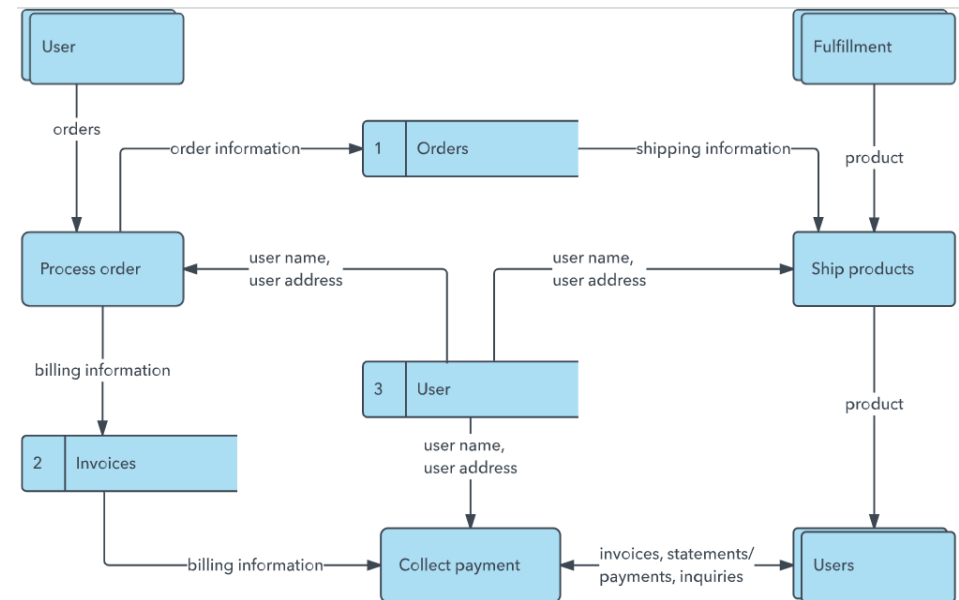 User
Fulfillment
orders
order information
1
Orders
shipping information
product
Process order
user name,
user address
user name,
user address
Ship products
billing information
3
User
product
user name,
user address
2
Invoices
billing information
Collect payment
invoices, statements/
payments, inquiries
Users